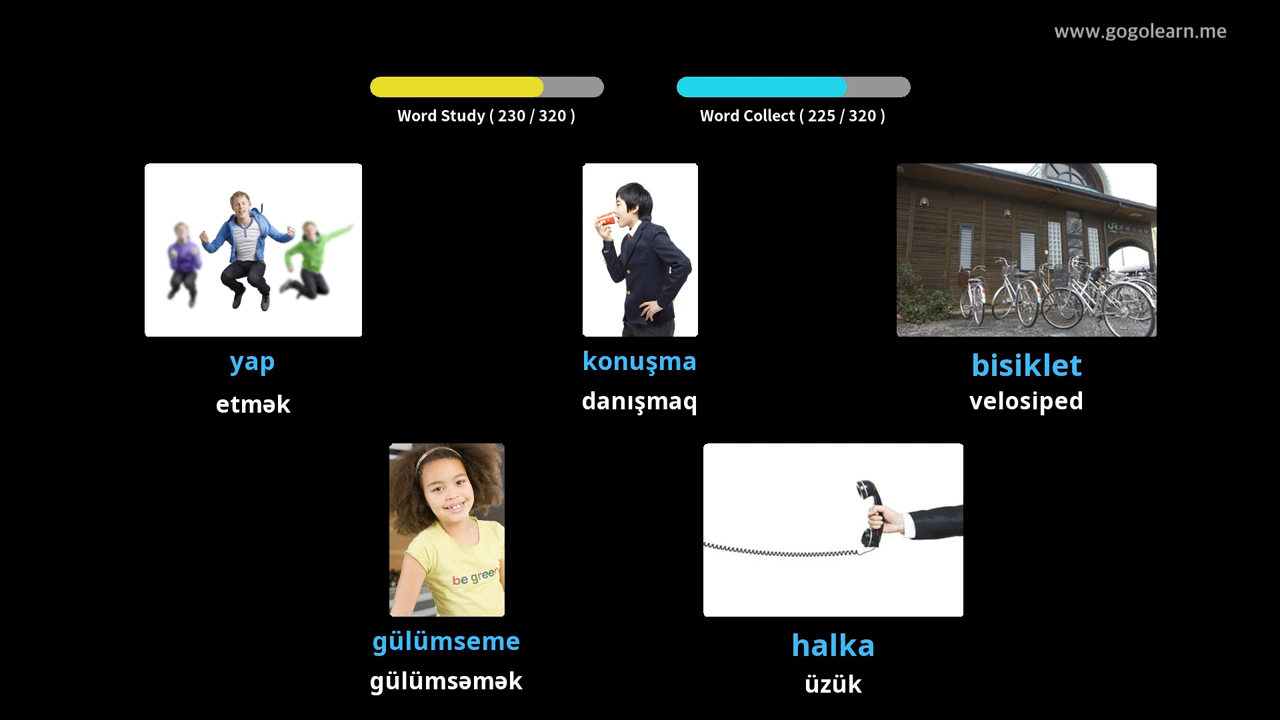 www.gogolearn.me
Word Study ( 230 / 320 )
Word Collect ( 225 / 320 )
yap
etmək
konuşma
danışmaq
bisiklet
velosiped
be green
gülümseme
gülümsəmək
halka
üzük